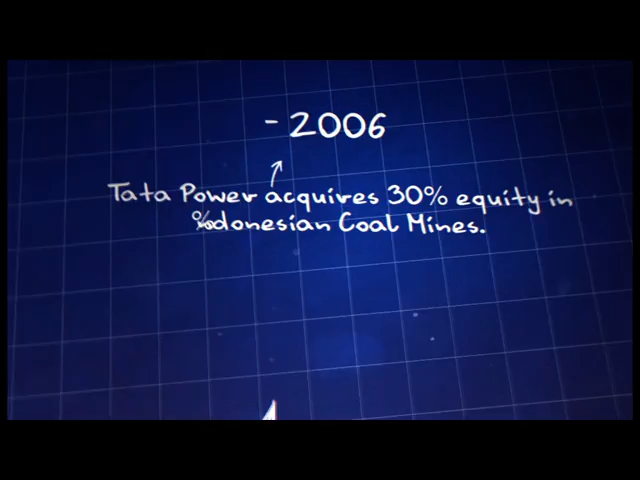 - 2006
Tata Power acquires 30% equity in
%donesian Coal Mines.